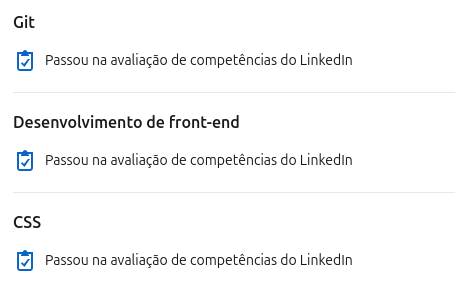 Git
Passou na avaliação de competências do LinkedIn
Desenvolvimento de front-end
Passou na avaliação de competências do LinkedIn
CSS
Passou na avaliação de competências do LinkedIn